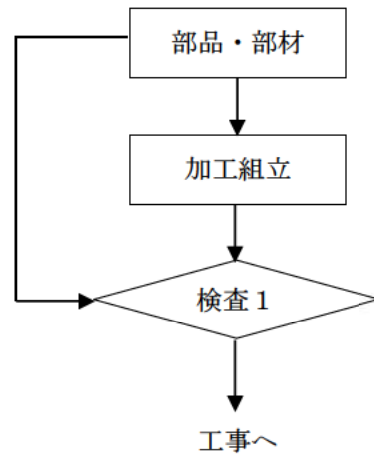 部品・部材
加工組立
検査１
工事へ